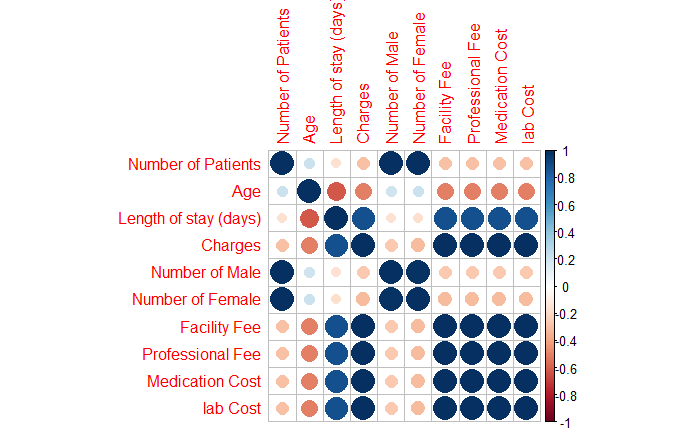 Number of Patients
Age
Length of stay (days)
Charges
Number of Male
Number of Female
Facility Fee
Professional Fee
Medication Cost
lab Cost
Number of Patients
Age
Length of stay (days)
Charges
Number of Male
Number of Female
Facility Fee
Professional Fee
Medication Cost
lab Cost
1
0.8
0.6
0.4
0.2
0
-0.2
-0.4
-0.6
-0.8
-1